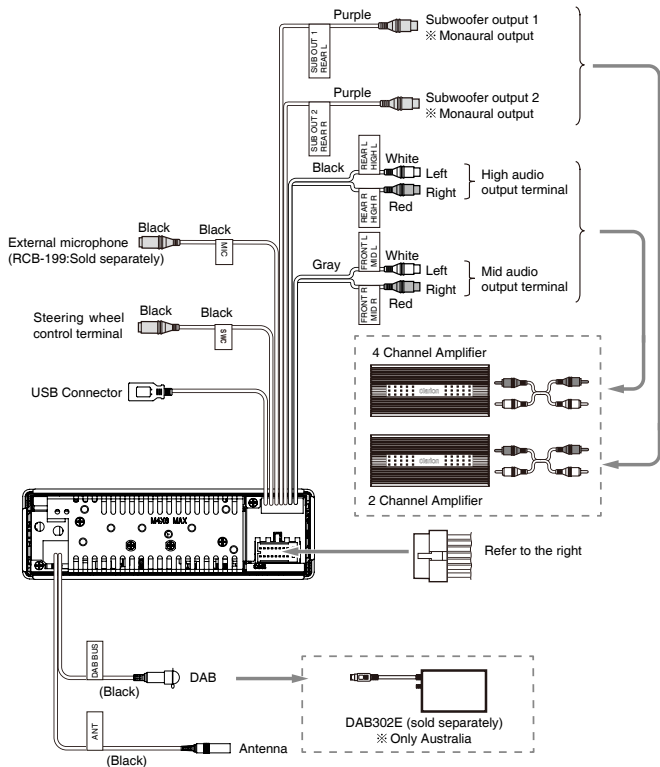 Purple
SUB OUT 1
REAR L
Subwoofer output 1
※ Monaural output
Purple
SUB OUT 2
REAR R
Subwoofer output 2
※ Monaural output
Black
REAR L
HIGH L
White
Left
Right
Red
REAR R
HIGH R
High audio
output terminal
Gray
FRONT L
MID L
White
Left
Right
Red
FRONT R
MID R
Mid audio
output terminal
Black
Black
MIC
External microphone
(RCB-199:Sold separately)
Black
Black
SWC
Steering wheel
control terminal
USB Connector
4 Channel Amplifier
clarion
clarion
2 Channel Amplifier
M4X6 MAX
Refer to the right
DAB BUS
(Black)
DAB
ANT
(Black)
Antenna
DAB302E (sold separately)
※ Only Australia